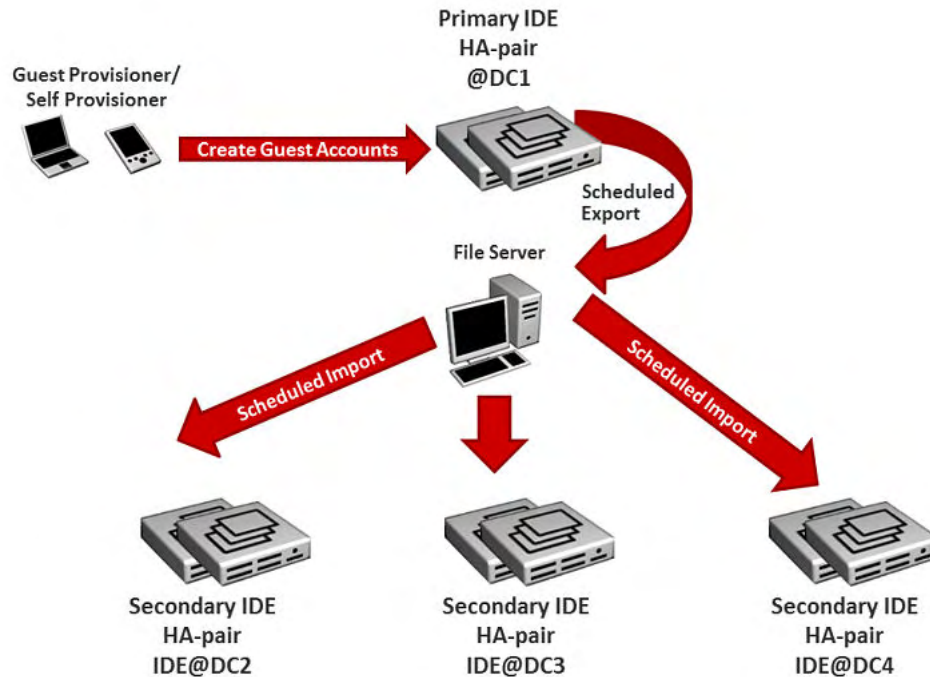 Primary IDE
HA-pair
@DC1
Guest Provisioner/
Self Provisioner
Create Guest Accounts
Scheduled
Export
File Server
Scheduled Import
Scheduled Import
Secondary IDE
HA-pair
IDE@DC2
Secondary IDE
HA-pair
IDE@DC3
Secondary IDE
HA-pair
IDE@DC4